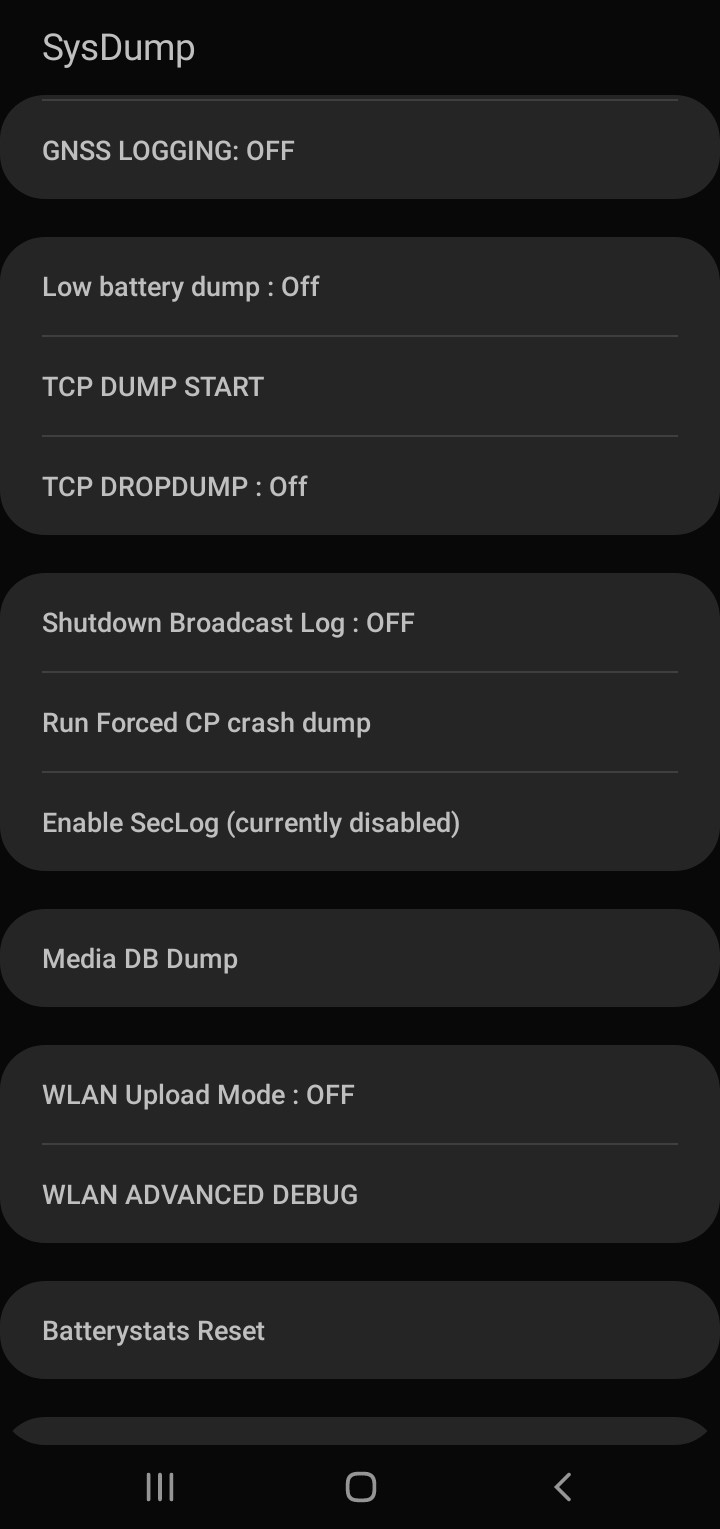 SysDump
GNSS LOGGING: OFF
Low battery dump : Off
TCP DUMP START
TCP DROPDUMP : Off
Shutdown Broadcast Log : OFF
Run Forced CP crash dump
Enable SecLog (currently disabled)
Media DB Dump
WLAN Upload Mode : OFF
WLAN ADVANCED DEBUG
Batterystats Reset